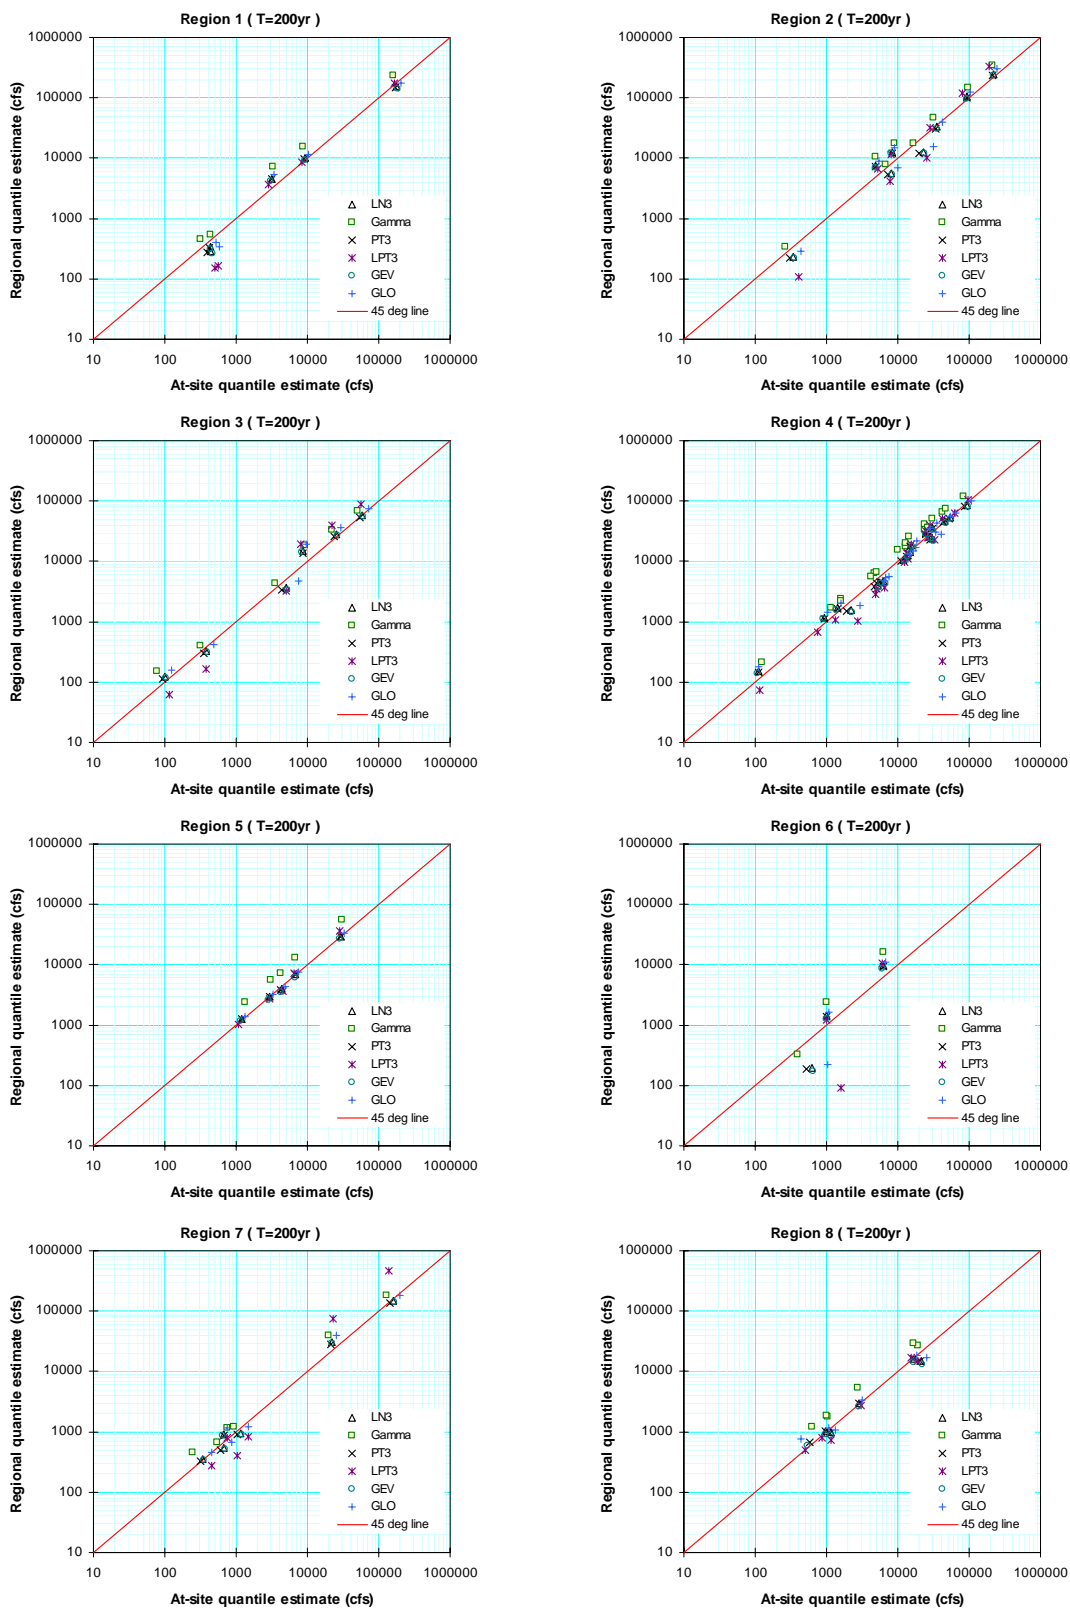 Region 1 ( T=200yr )
Regional quantile estimate (cfs)
1000000
100000
10000
1000
100
10
LN3
Gamma
PT3
LPT3
GEV
GLO
45 deg line
10 100 1000 10000 100000 1000000
At-site quantile estimate (cfs)
Region 2 ( T=200yr )
Regional quantile estimate (cfs)
1000000
100000
10000
1000
100
10
LN3
Gamma
PT3
LPT3
GEV
GLO
45 deg line
10 100 1000 10000 100000 1000000
At-site quantile estimate (cfs)
Region 3 ( T=200yr )
Regional quantile estimate (cfs)
1000000
100000
10000
1000
100
10
LN3
Gamma
PT3
LPT3
GEV
GLO
45 deg line
10 100 1000 10000 100000 1000000
At-site quantile estimate (cfs)
Region 4 ( T=200yr )
Regional quantile estimate (cfs)
1000000
100000
10000
1000
100
10
LN3
Gamma
PT3
LPT3
GEV
GLO
45 deg line
10 100 1000 10000 100000 1000000
At-site quantile estimate (cfs)
Region 5 ( T=200yr )
Regional quantile estimate (cfs)
1000000
100000
10000
1000
100
10
LN3
Gamma
PT3
LPT3
GEV
GLO
45 deg line
10 100 1000 10000 100000 1000000
At-site quantile estimate (cfs)
Region 6 ( T=200yr )
Regional quantile estimate (cfs)
1000000
100000
10000
1000
100
10
LN3
Gamma
PT3
LPT3
GEV
GLO
45 deg line
10 100 1000 10000 100000 1000000
At-site quantile estimate (cfs)
Region 7 ( T=200yr )
Regional quantile estimate (cfs)
1000000
100000
10000
1000
100
10
LN3
Gamma
PT3
LPT3
GEV
GLO
45 deg line
10 100 1000 10000 100000 1000000
At-site quantile estimate (cfs)
Region 8 ( T=200yr )
Regional quantile estimate (cfs)
1000000
100000
10000
1000
100
10
LN3
Gamma
PT3
LPT3
GEV
GLO
45 deg line
10 100 1000 10000 100000 1000000
At-site quantile estimate (cfs)